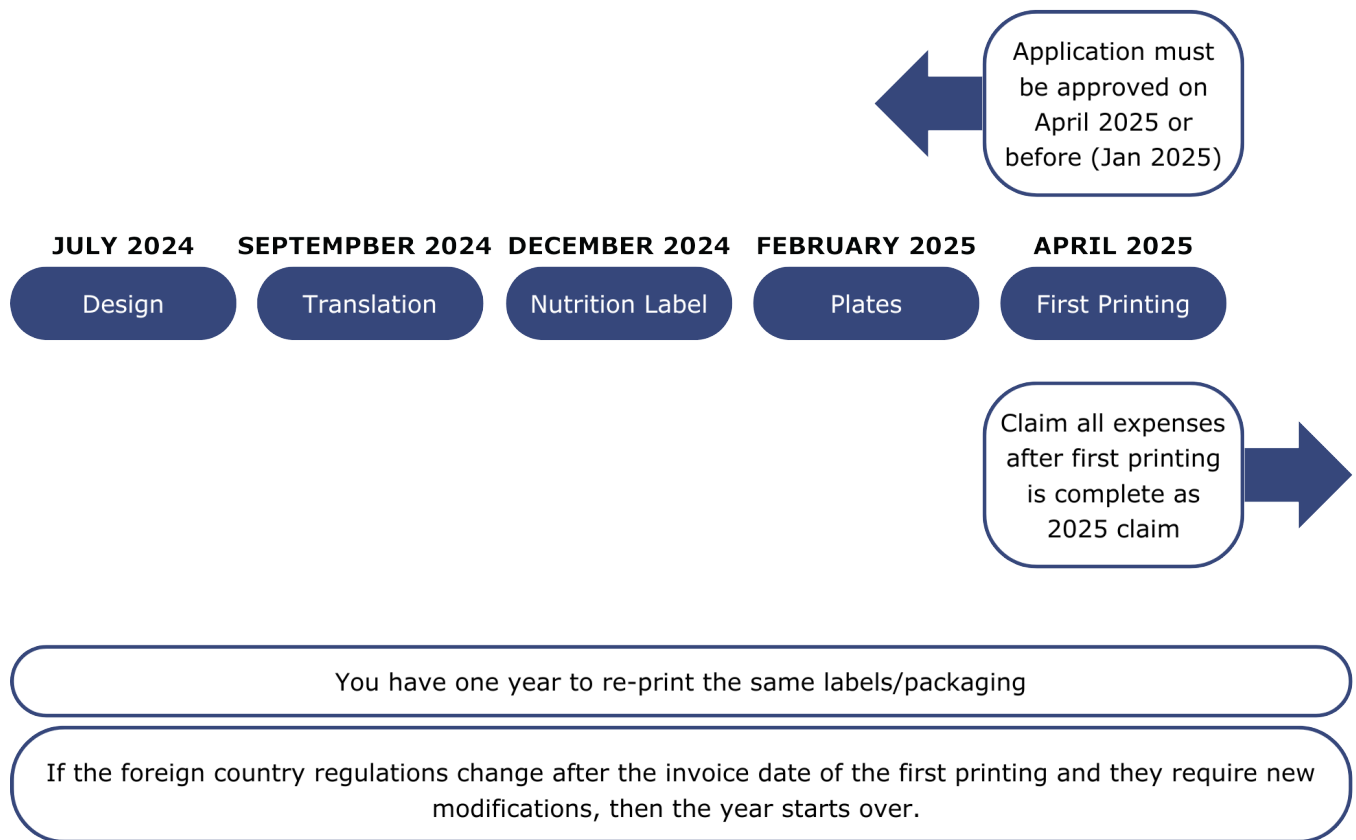 Application must
be approved on
April 2025 or
before (Jan 2025)
JULY 2024
SEPTEMPBER 2024
DECEMBER 2024
FEBRUARY 2025
APRIL 2025
Design
Translation
Nutrition Label
Plates
First Printing
Claim all expenses
after first printing
is complete as
2025 claim
You have one year to re-print the same labels/packaging
If the foreign country regulations change after the invoice date of the first printing and they require new
modifications, then the year starts over.